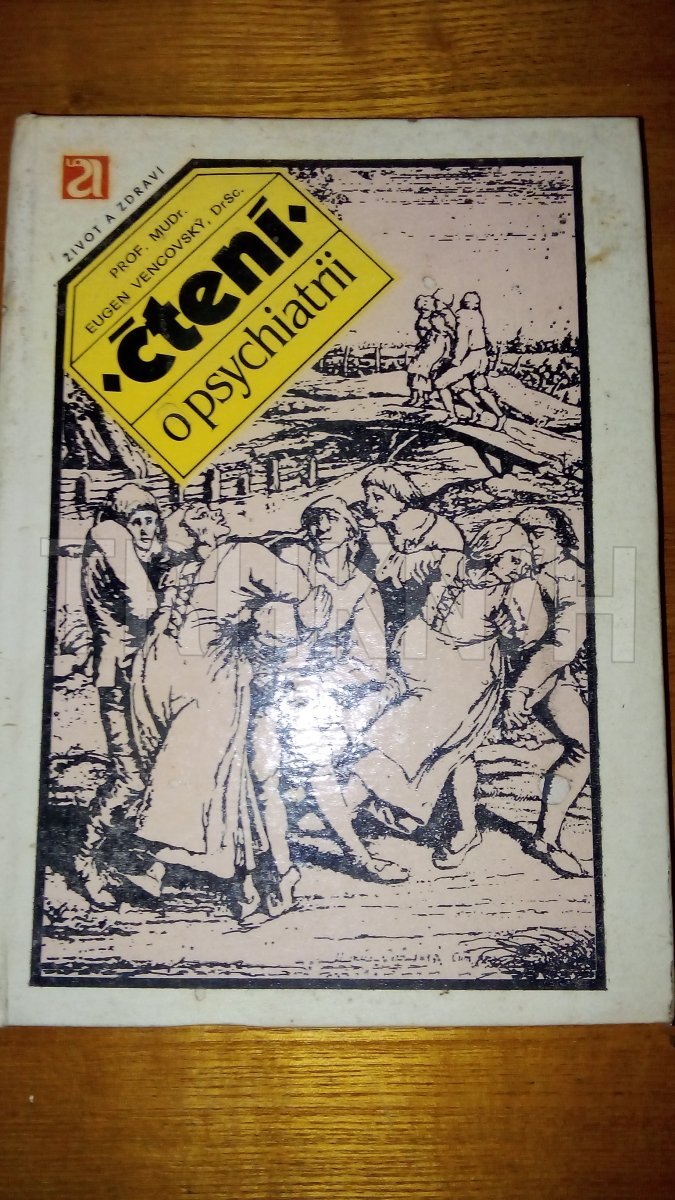 ŽIVOT A ZDRAVÍ
PROF. MUDr.
EUGEN VENCOVSKÝ, DrSc.
čtení
o psychiatrii